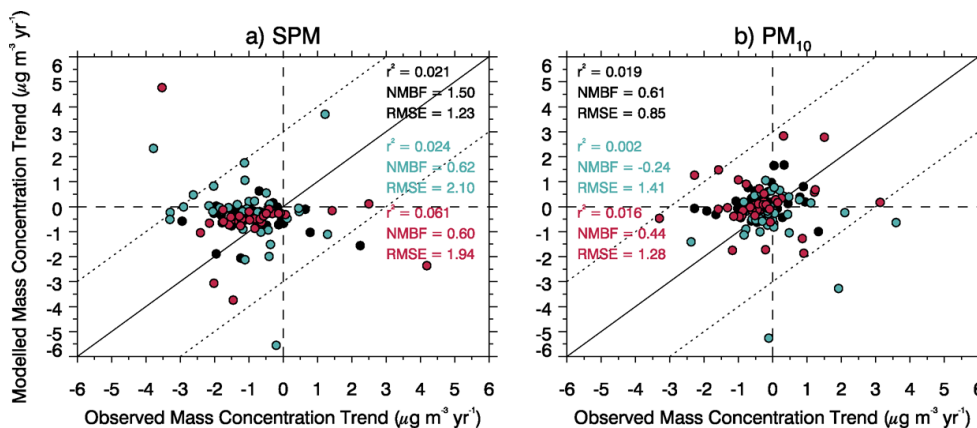 a) SPM
b) PM10
Modelled Mass Concentration Trend (μg m-3 yr-1)
6
5
4
3
2
1
0
-1
-2
-3
-4
-5
-6
r² = 0.021
NMBF = 1.50
RMSE = 1.23
r² = 0.024
NMBF = 0.62
RMSE = 2.10
r² = 0.061
NMBF = 0.60
RMSE = 1.94
-6 -5 -4 -3 -2 -1 0 1 2 3 4 5 6
Observed Mass Concentration Trend (μg m-3 yr-1)
6
5
4
3
2
1
0
-1
-2
-3
-4
-5
-6
r² = 0.019
NMBF = 0.61
RMSE = 0.85
r² = 0.002
NMBF = -0.24
RMSE = 1.41
r² = 0.016
NMBF = 0.44
RMSE = 1.28
-6 -5 -4 -3 -2 -1 0 1 2 3 4 5 6
Observed Mass Concentration Trend (μg m-3 yr-1)